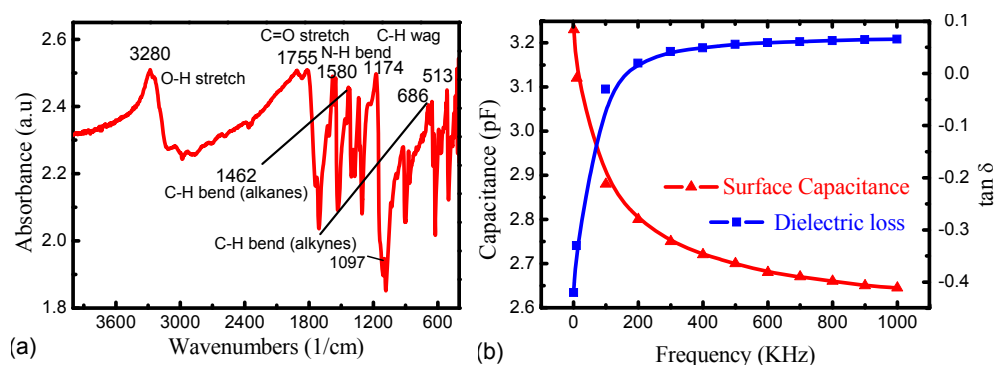 2.6
2.4
2.2
2.0
1.8
Absorbance (a.u)
3280
O-H stretch
C=O stretch
1755
N-H bend
1580
1174
C-H wag
513
686
1462
C-H bend (alkanes)
C-H bend (alkynes)
1097
4000 3000 2400 1800 1200 600
Wavenumbers (1/cm)
(a)
3.2
3.1
3.0
2.9
2.8
2.7
2.6
Capacitance (pF)
Surface Capacitance
Dielectric loss
0.1
0.0
-0.1
-0.2
-0.3
-0.4
tan δ
0 200 400 600 800 1000
Frequency (KHz)
(b)